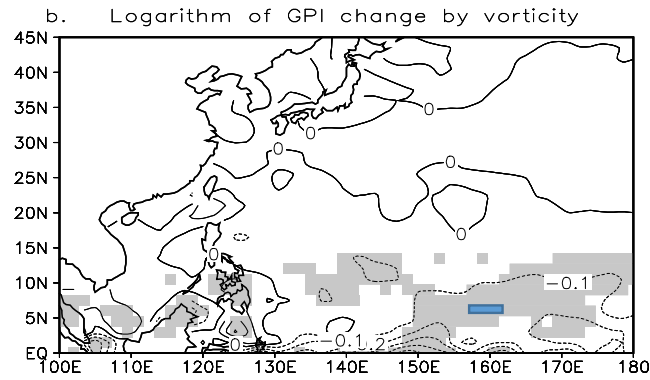 b. Logarithm of GPI change by vorticity
45N
40N
35N
30N
25N
20N
15N
10N
5N
EQ
100E 110E 120E 130E 140E 150E 160E 170E 180
0
0
0
0
0
0
-0.1
0
-0.1